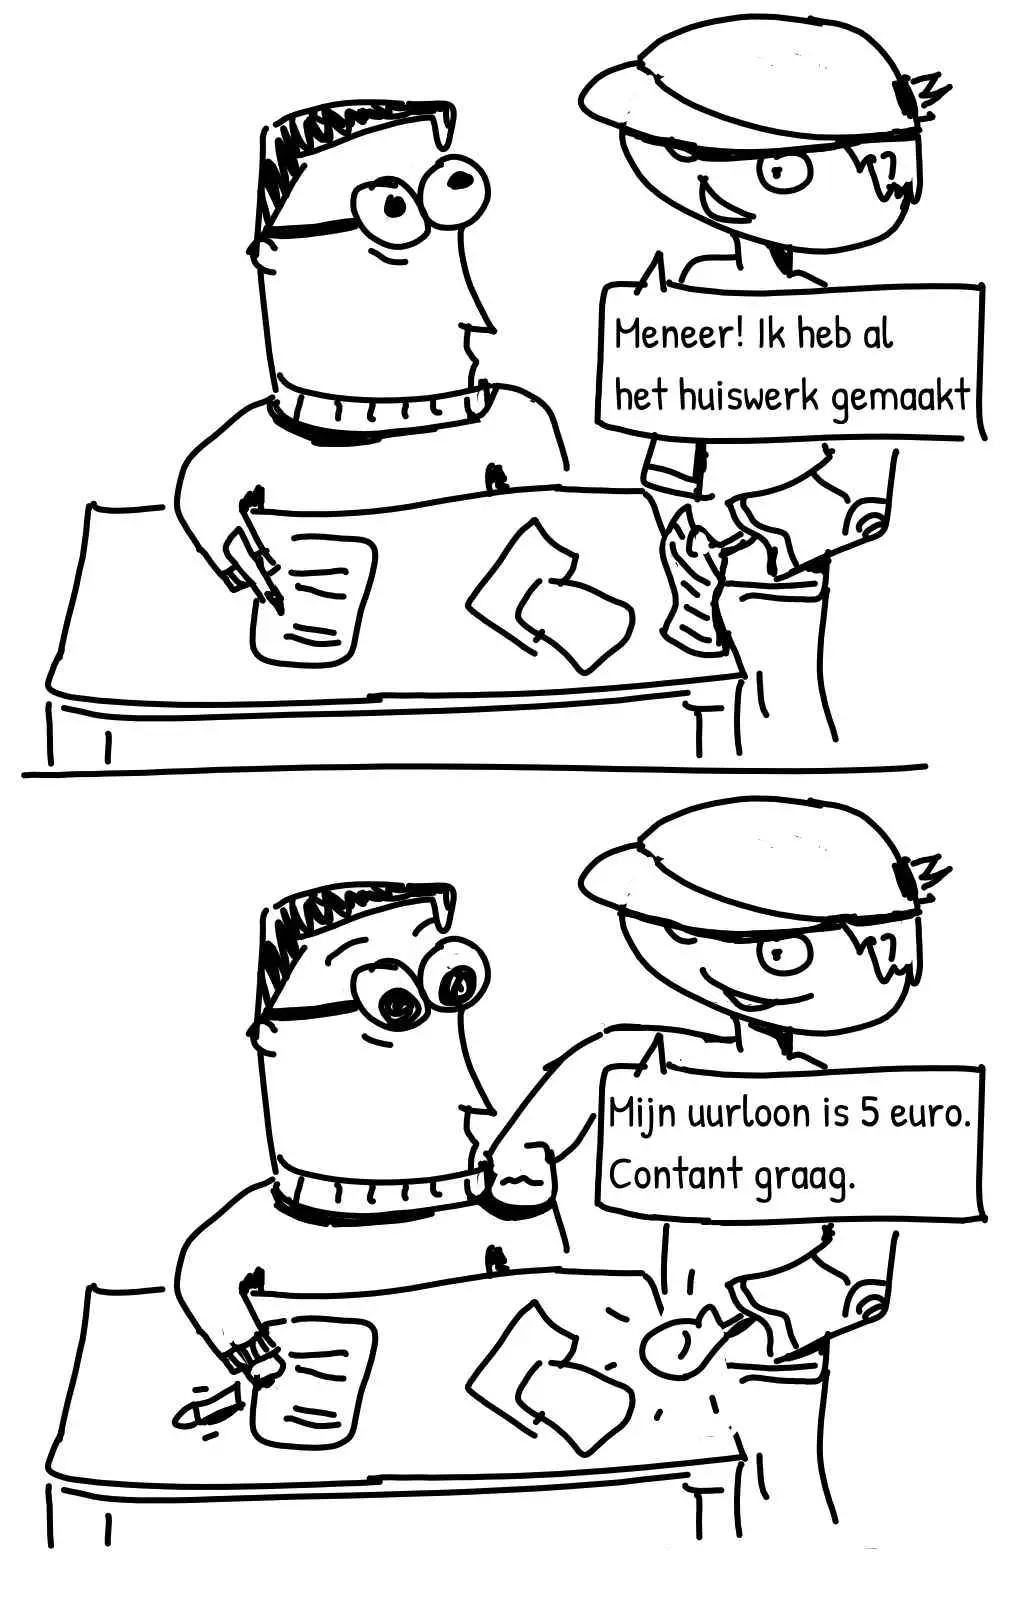 Meneer! Ik heb al
het huiswerk gemaakt
Mijn uurloon is 5 euro.
Contant graag.